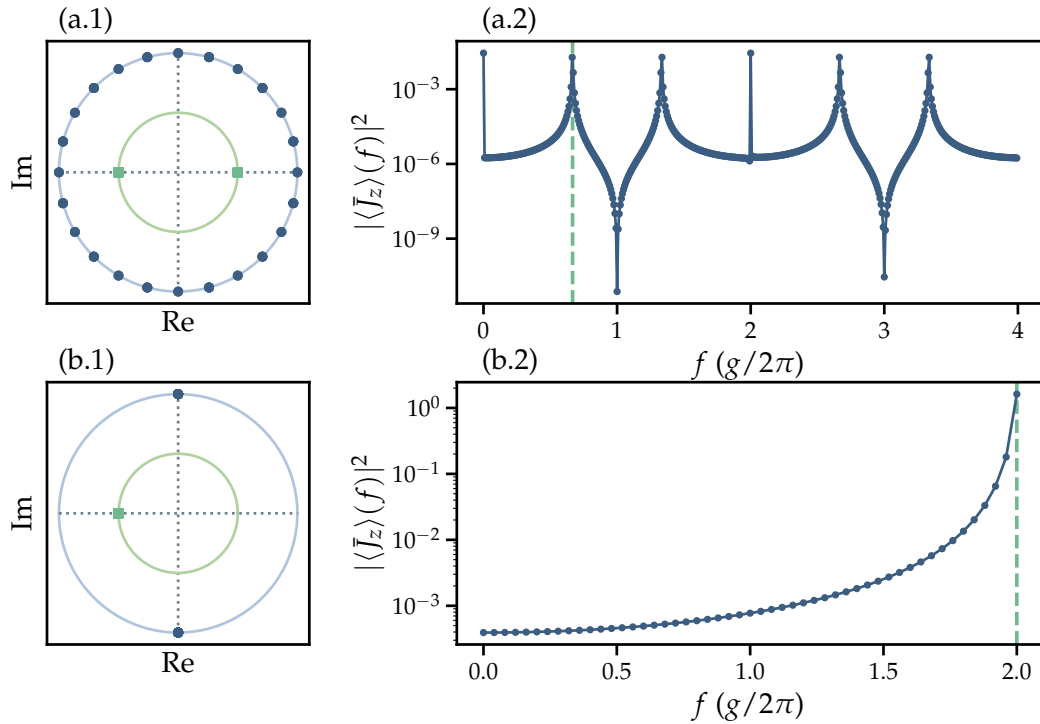 (a.1)
Im
Re
(a.2)
|⟨J̄_z⟩(f)|²
10⁻³
10⁻⁶
10⁻⁹
0 1 2 3 4
f (g/2π)
(b.1)
Im
Re
(b.2)
|⟨J̄_z⟩(f)|²
10⁰
10⁻¹
10⁻²
10⁻³
0.0 0.5 1.0 1.5 2.0
f (g/2π)